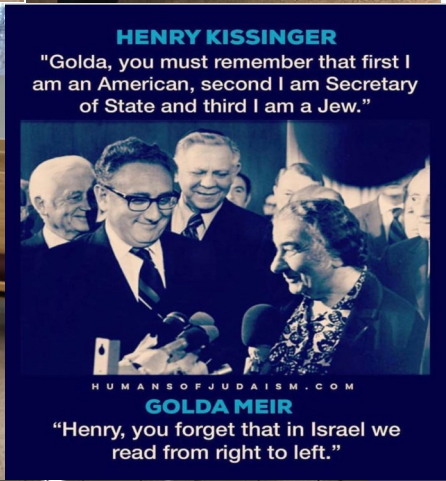 HENRY KISSINGER
"Golda, you must remember that first I
am an American, second I am Secretary
of State and third I am a Jew.”
HUMANSOFJUDAISM.COM
GOLDA MEIR
“Henry, you forget that in Israel we
read from right to left.”